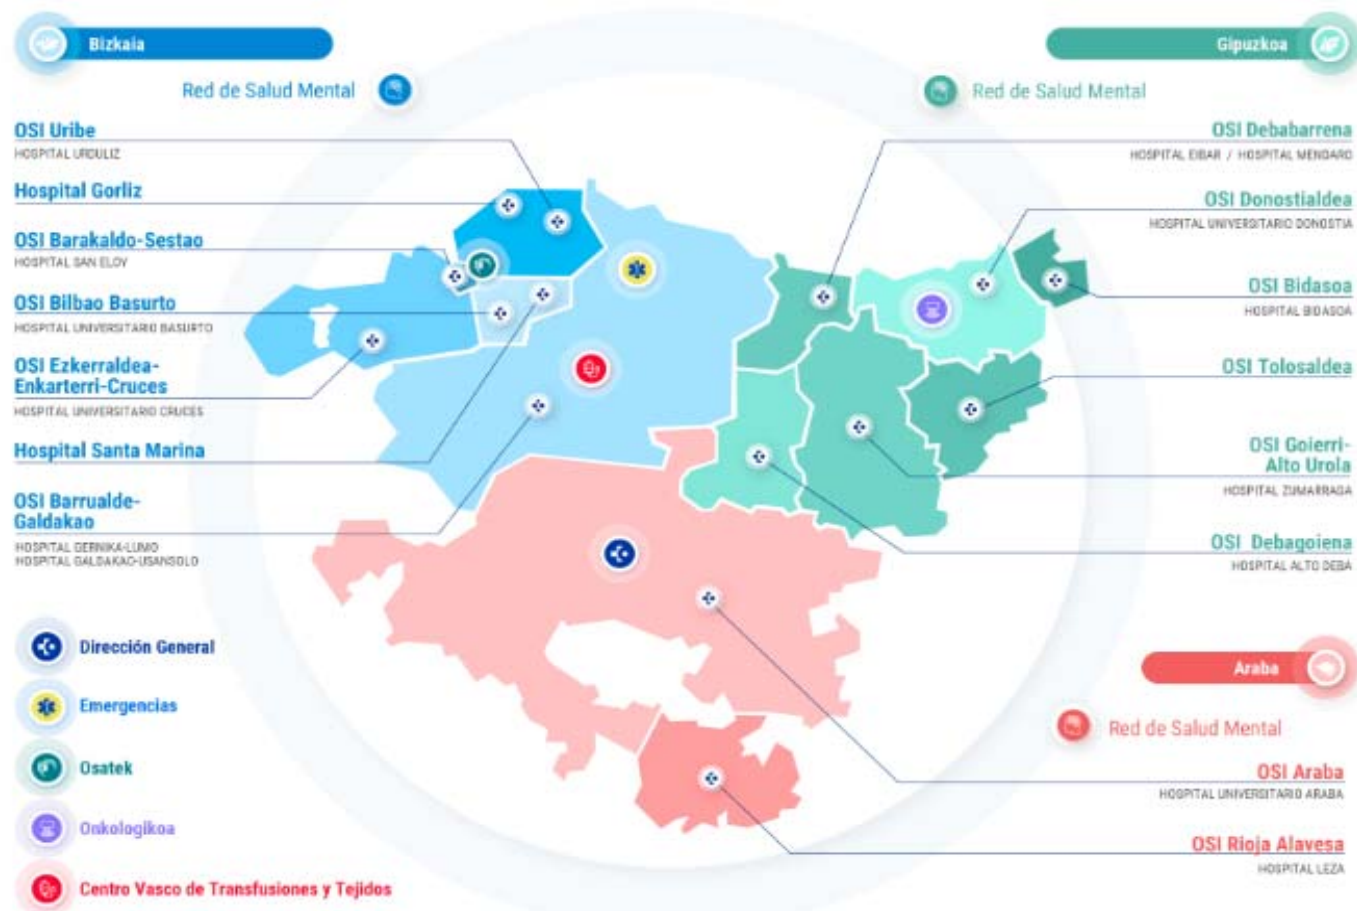 Bizkaia
Red de Salud Mental
OSI Uribe
HOSPITAL URDULIZ
Hospital Gorliz
OSI Barakaldo-Sestao
HOSPITAL SAN ELOY
OSI Bilbao Basurto
HOSPITAL UNIVERSITARIO BASURTO
OSI Ezkerraldea-
Enkarterri-Cruces
HOSPITAL UNIVERSITARIO CRUCES
Hospital Santa Marina
OSI Barrualde-
Galdakao
HOSPITAL GERNIKA-LUMO
HOSPITAL GALDAKAO-USANSOLO
Dirección General
Emergencias
Osatek
Onkologikoa
Centro Vasco de Transfusiones y Tejidos
Gipuzkoa
Red de Salud Mental
OSI Debabarrena
HOSPITAL EIBAR / HOSPITAL MENDARO
OSI Donostialdea
HOSPITAL UNIVERSITARIO DONOSTIA
OSI Bidasoa
HOSPITAL BIDASOA
OSI Tolosaldea
OSI Goierri-
Alto Urola
HOSPITAL ZUMARRAGA
OSI Debagoiena
HOSPITAL ALTO DEBA
Araba
Red de Salud Mental
OSI Araba
HOSPITAL UNIVERSITARIO ARABA
OSI Rioja Alavesa
HOSPITAL LEZA